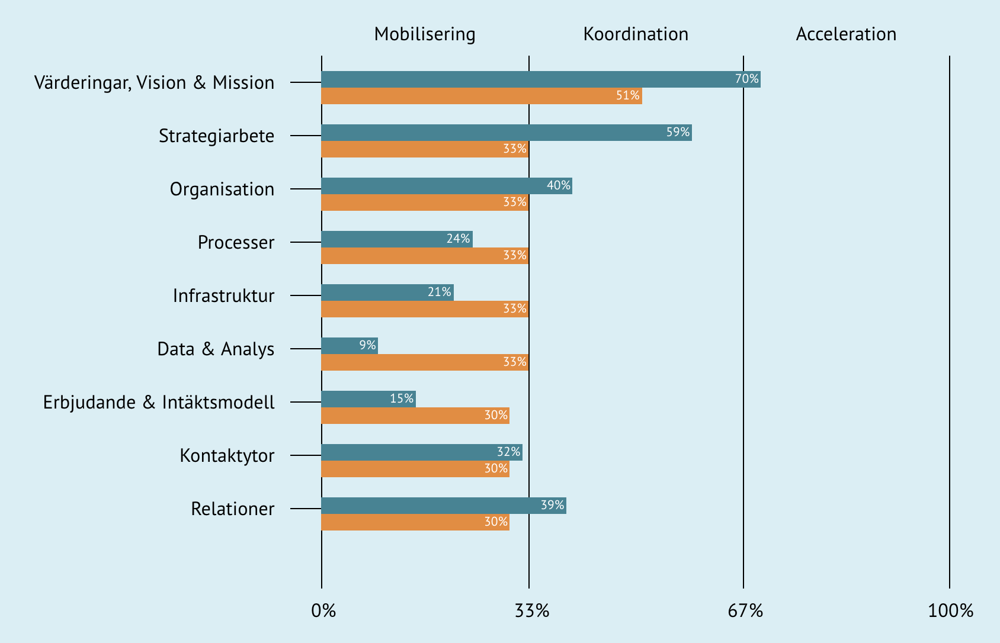 Mobilisering Koordination Acceleration
Värderingar, Vision & Mission 70%
51%
Strategiarbete 59%
33%
Organisation 40%
33%
Processer 24%
33%
Infrastruktur 21%
33%
Data & Analys 9%
33%
Erbjudande & Intäktsmodell 15%
30%
Kontaktytor 32%
30%
Relationer 39%
30%
0% 33% 67% 100%